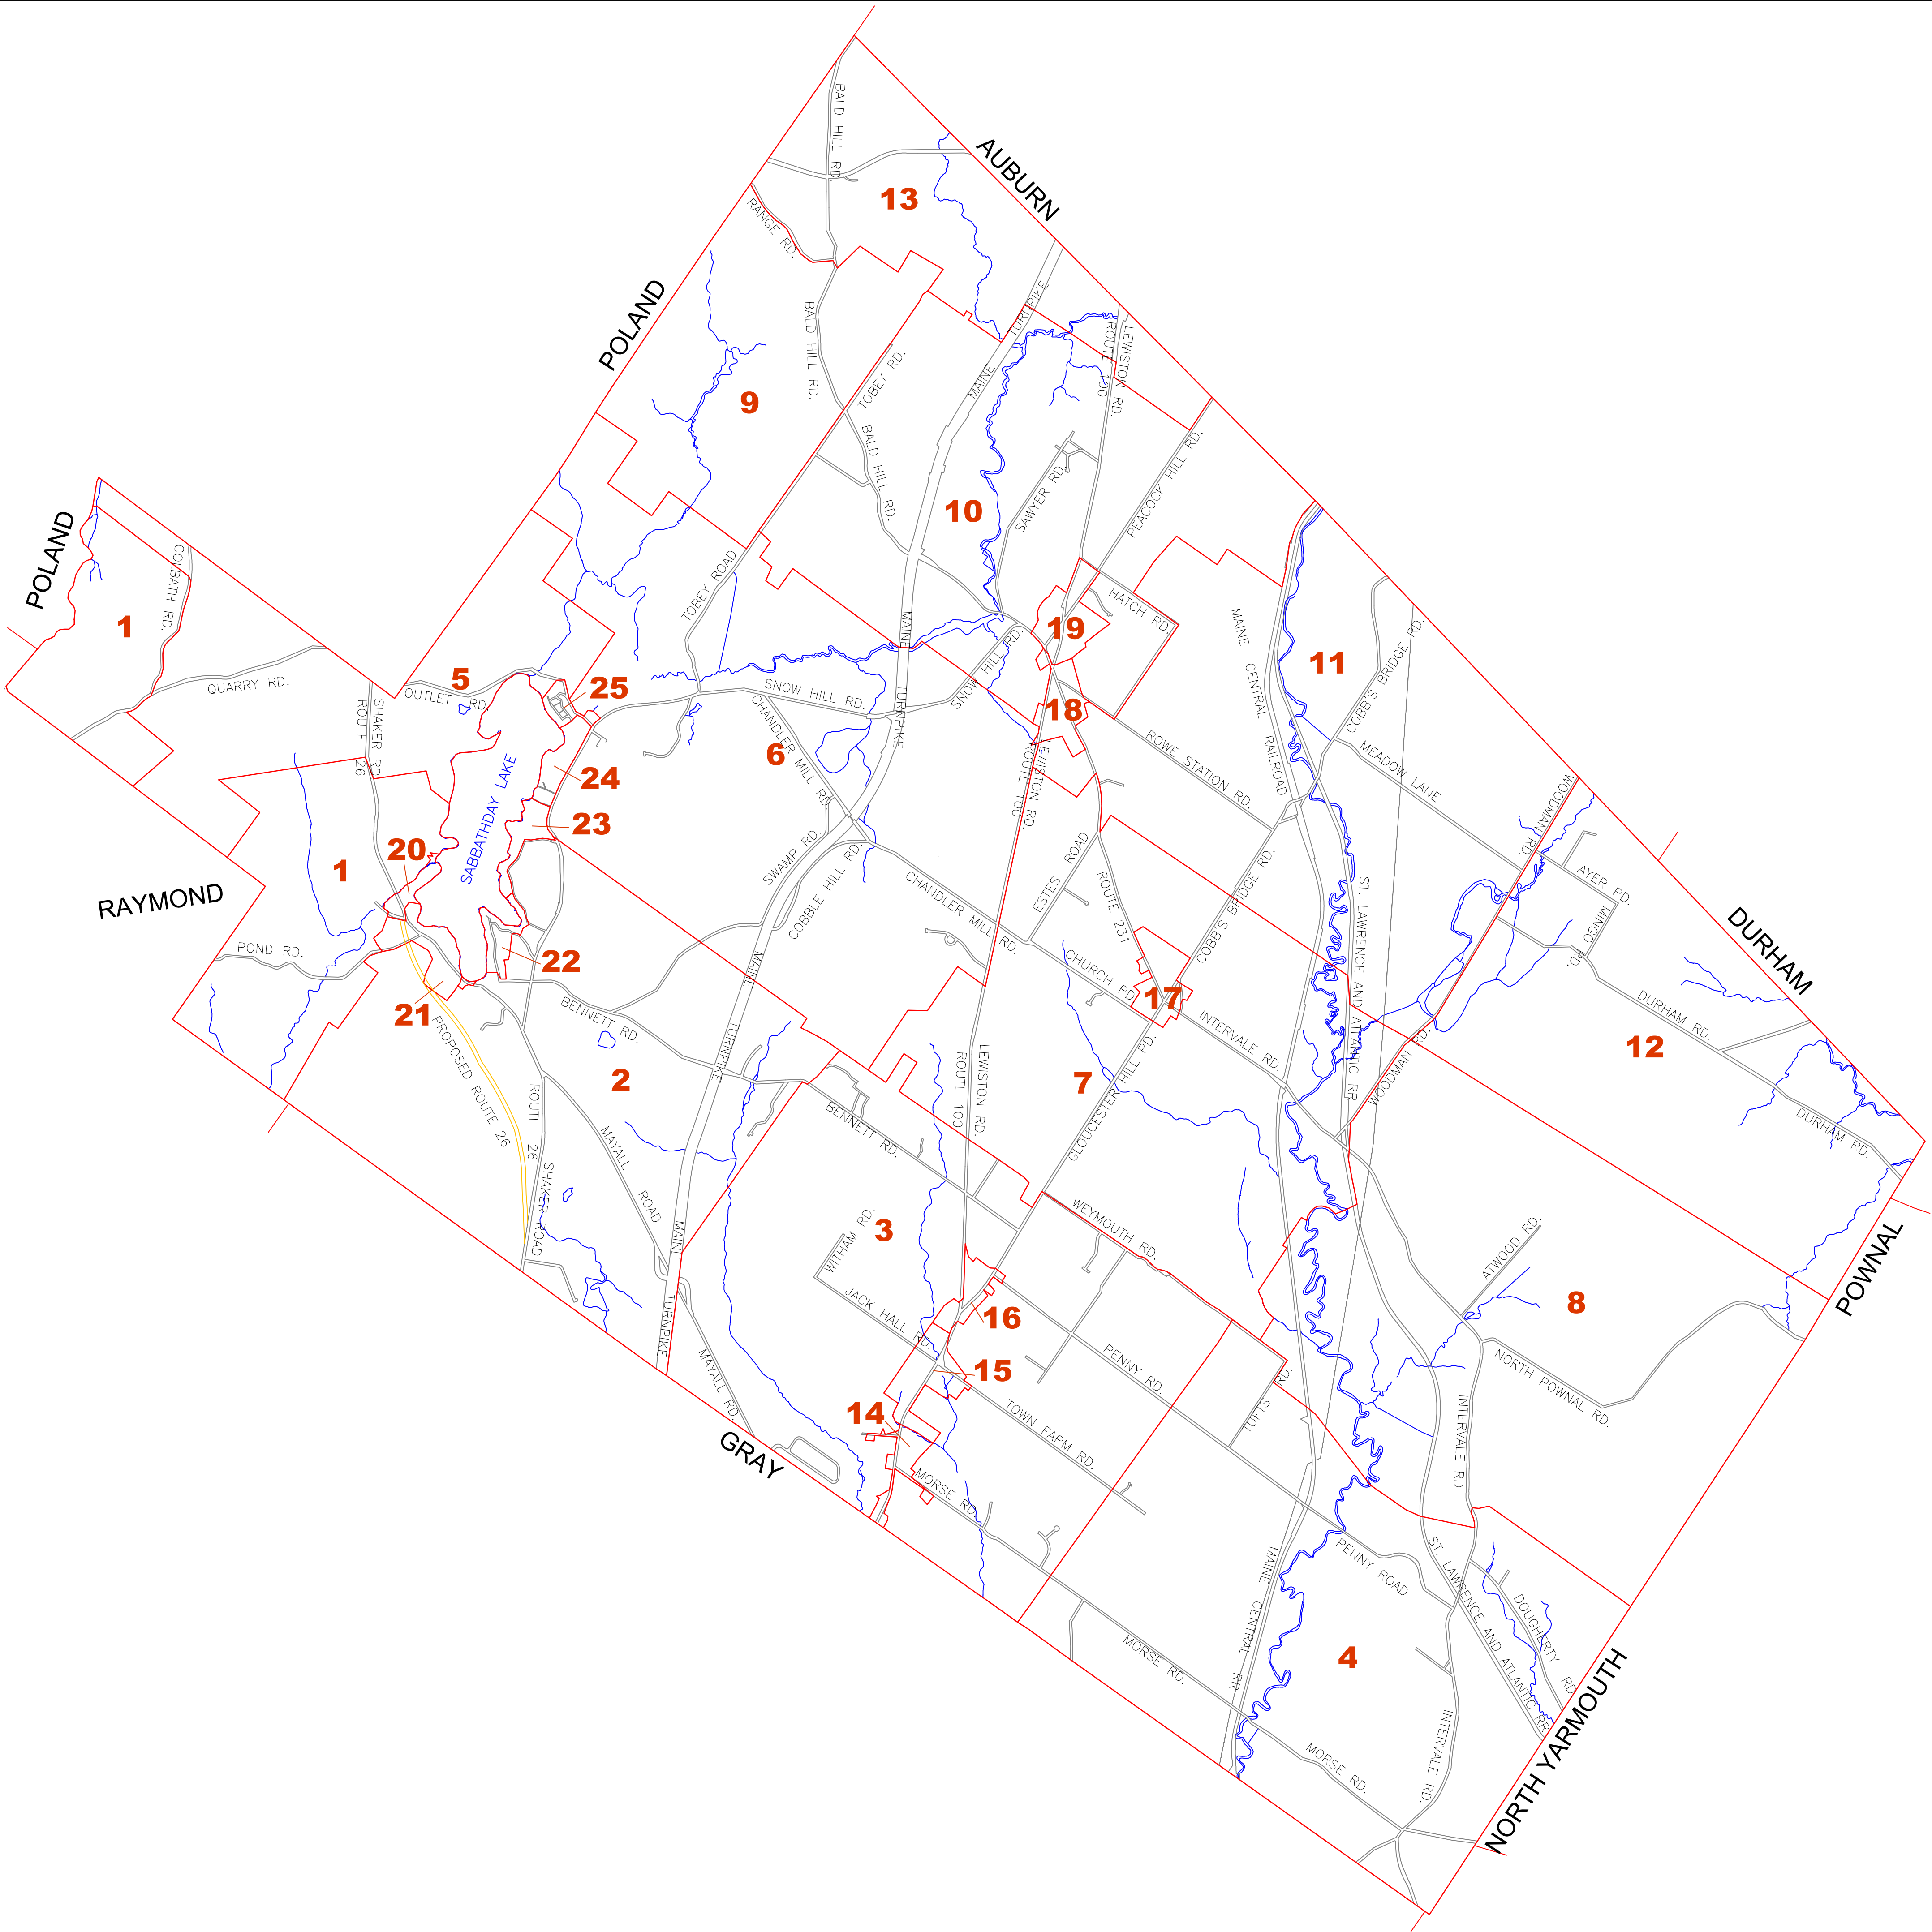 BALD HILL RD.
AUBURN
13
RANGE RD.
POLAND
MAINE TURNPIKE
BALD HILL RD.
LEWISTON RD.
ROUTE 100
9
TOBEY RD.
BALD HILL RD.
10
SAWYER RD.
PEACOCK HILL RD.
POLAND
COLBATH RD.
1
TOBEY ROAD
MAINE TURNPIKE
HATCH RD.
19
SNOW HILL RD.
MAINE CENTRAL RAILROAD
11
COBB'S BRIDGE RD.
QUARRY RD.
5
OUTLET RD.
25
SNOW HILL RD.
18
SHAKER RD.
ROUTE 26
CHANDLER MILL RD.
6
ROWE STATION RD.
MEADOW LANE
WOODMAN RD.
SABBATHDAY LAKE
24
23
LEWISTON RD.
ROUTE 100
20
1
SWAMP RD.
COBBLE HILL RD.
CHANDLER MILL RD.
ESTES ROAD
ROUTE 231
COBB'S BRIDGE RD.
ST. LAWRENCE AND ATLANTIC RR
AYER RD.
MINGO RD.
RAYMOND
POND RD.
22
21
CHURCH RD.
17
DURHAM
PROPOSED ROUTE 26
BENNETT RD.
MAINE TURNPIKE
INTERVALE RD.
DURHAM RD.
12
2
ROUTE 26
SHAKER ROAD
LEWISTON RD.
ROUTE 100
7
GLOUCESTER HILL RD.
WOODMAN RD.
DURHAM RD.
MAYALL ROAD
BENNETT RD.
3
WITHAM RD.
WEYMOUTH RD.
ATWOOD RD.
POWNAL
MAINE TURNPIKE
JACK HALL RD.
16
8
15
PENNY RD.
NORTH POWNAL RD.
MAYALL RD.
14
TOWN FARM RD.
TUFTS RD.
INTERVALE RD.
GRAY
MORSE RD.
MAINE CENTRAL RR
PENNY ROAD
ST. LAWRENCE AND ATLANTIC RR
DOUGHERTY RD.
4
MORSE RD.
NORTH YARMOUTH
MORSE RD.
INTERVALE RD.